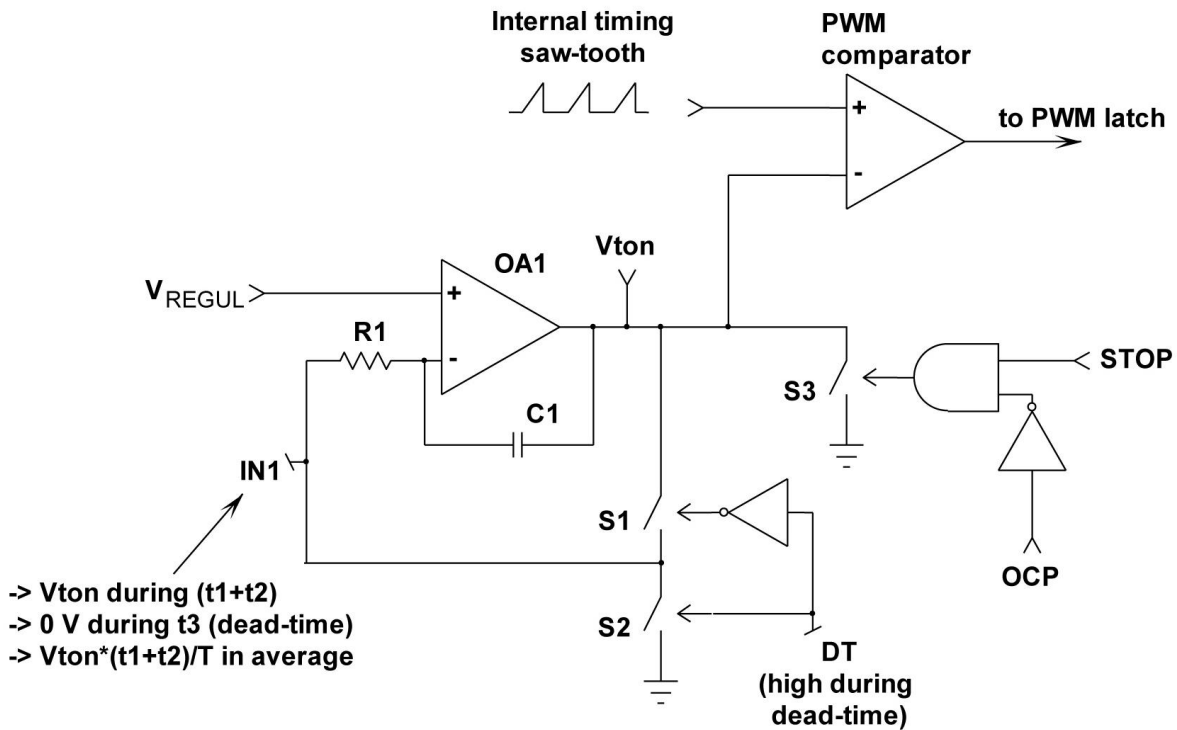 Internal timing
saw-tooth
PWM
comparator
+
-
to PWM latch
Vton
OA1
VREGUL
+
-
R1
C1
S3
STOP
IN1
S1
OCP
-> Vton during (t1+t2)
-> 0 V during t3 (dead-time)
-> Vton*(t1+t2)/T in average
S2
DT
(high during
dead-time)